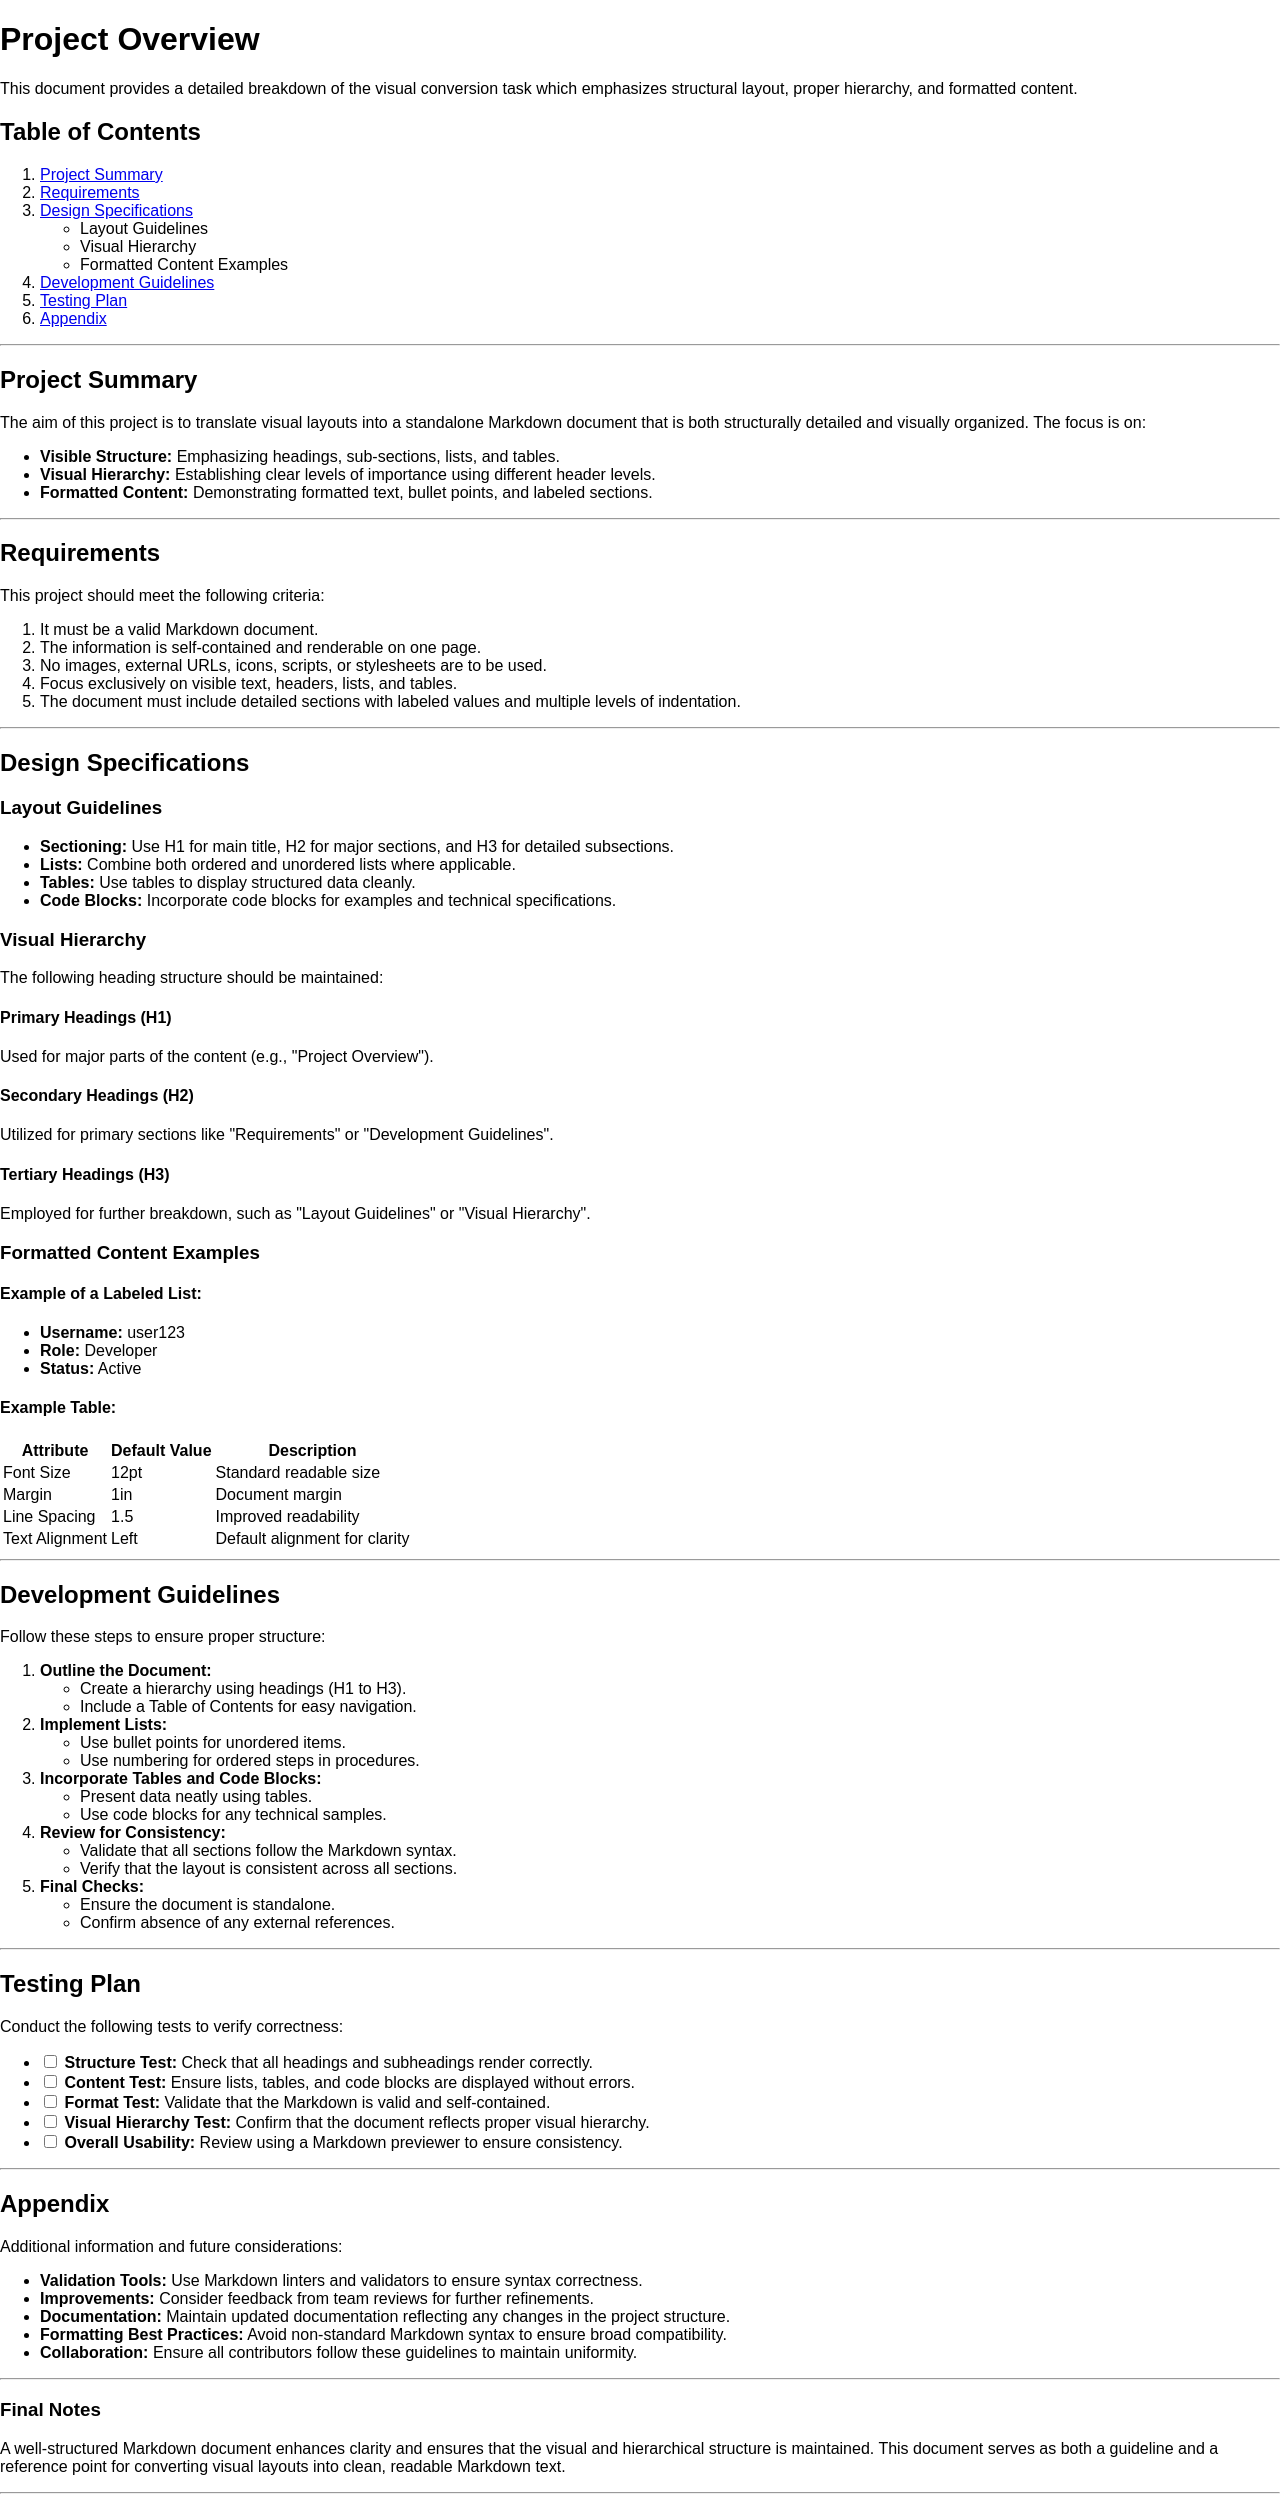 Project Overview
This document provides a detailed breakdown of the visual conversion task which emphasizes structural layout, proper hierarchy, and formatted content.
Table of Contents
1. Project Summary
2. Requirements
3. Design Specifications
Layout Guidelines
Visual Hierarchy
Formatted Content Examples
4. Development Guidelines
5. Testing Plan
6. Appendix
Project Summary
The aim of this project is to translate visual layouts into a standalone Markdown document that is both structurally detailed and visually organized. The focus is on:
Visible Structure: Emphasizing headings, sub-sections, lists, and tables.
Visual Hierarchy: Establishing clear levels of importance using different header levels.
Formatted Content: Demonstrating formatted text, bullet points, and labeled sections.
Requirements
This project should meet the following criteria:
1. It must be a valid Markdown document.
2. The information is self-contained and renderable on one page.
3. No images, external URLs, icons, scripts, or stylesheets are to be used.
4. Focus exclusively on visible text, headers, lists, and tables.
5. The document must include detailed sections with labeled values and multiple levels of indentation.
Design Specifications
Layout Guidelines
Sectioning: Use H1 for main title, H2 for major sections, and H3 for detailed subsections.
Lists: Combine both ordered and unordered lists where applicable.
Tables: Use tables to display structured data cleanly.
Code Blocks: Incorporate code blocks for examples and technical specifications.
Visual Hierarchy
The following heading structure should be maintained:
Primary Headings (H1)
Used for major parts of the content (e.g., "Project Overview").
Secondary Headings (H2)
Utilized for primary sections like "Requirements" or "Development Guidelines".
Tertiary Headings (H3)
Employed for further breakdown, such as "Layout Guidelines" or "Visual Hierarchy".
Formatted Content Examples
Example of a Labeled List:
Username: user123
Role: Developer
Status: Active
Example Table:
Attribute Default Value Description
Font Size 12pt Standard readable size
Margin 1in Document margin
Line Spacing 1.5 Improved readability
Text Alignment Left Default alignment for clarity
Development Guidelines
Follow these steps to ensure proper structure:
1. Outline the Document:
Create a hierarchy using headings (H1 to H3).
Include a Table of Contents for easy navigation.
2. Implement Lists:
Use bullet points for unordered items.
Use numbering for ordered steps in procedures.
3. Incorporate Tables and Code Blocks:
Present data neatly using tables.
Use code blocks for any technical samples.
4. Review for Consistency:
Validate that all sections follow the Markdown syntax.
Verify that the layout is consistent across all sections.
5. Final Checks:
Ensure the document is standalone.
Confirm absence of any external references.
Testing Plan
Conduct the following tests to verify correctness:
Structure Test: Check that all headings and subheadings render correctly.
Content Test: Ensure lists, tables, and code blocks are displayed without errors.
Format Test: Validate that the Markdown is valid and self-contained.
Visual Hierarchy Test: Confirm that the document reflects proper visual hierarchy.
Overall Usability: Review using a Markdown previewer to ensure consistency.
Appendix
Additional information and future considerations:
Validation Tools: Use Markdown linters and validators to ensure syntax correctness.
Improvements: Consider feedback from team reviews for further refinements.
Documentation: Maintain updated documentation reflecting any changes in the project structure.
Formatting Best Practices: Avoid non-standard Markdown syntax to ensure broad compatibility.
Collaboration: Ensure all contributors follow these guidelines to maintain uniformity.
Final Notes
A well-structured Markdown document enhances clarity and ensures that the visual and hierarchical structure is maintained. This document serves as both a guideline and a
reference point for converting visual layouts into clean, readable Markdown text.